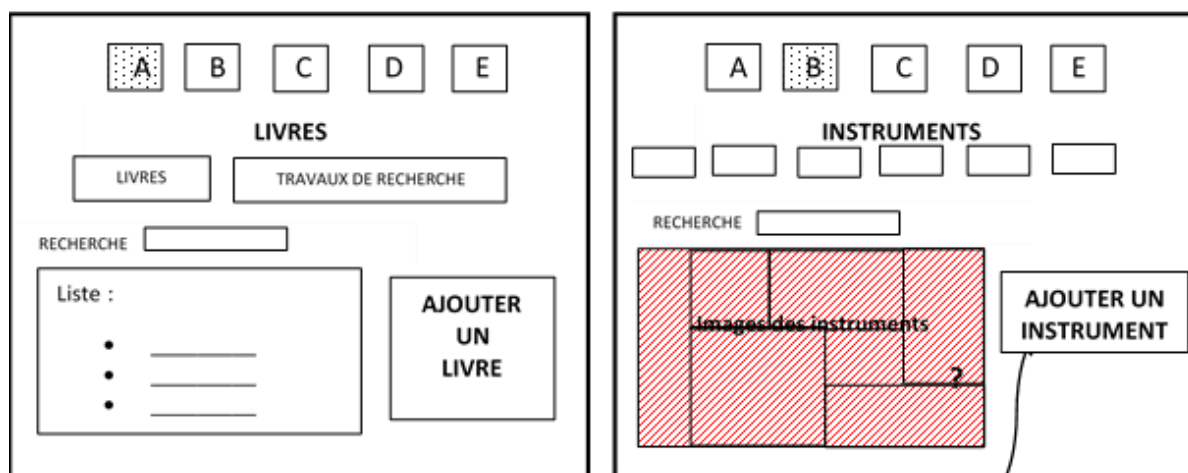 A B C D E
LIVRES
LIVRES TRAVAUX DE RECHERCHE
RECHERCHE
Liste :
AJOUTER
UN
LIVRE
A B C D E
INSTRUMENTS
RECHERCHE
Images des instruments
?
AJOUTER UN
INSTRUMENT